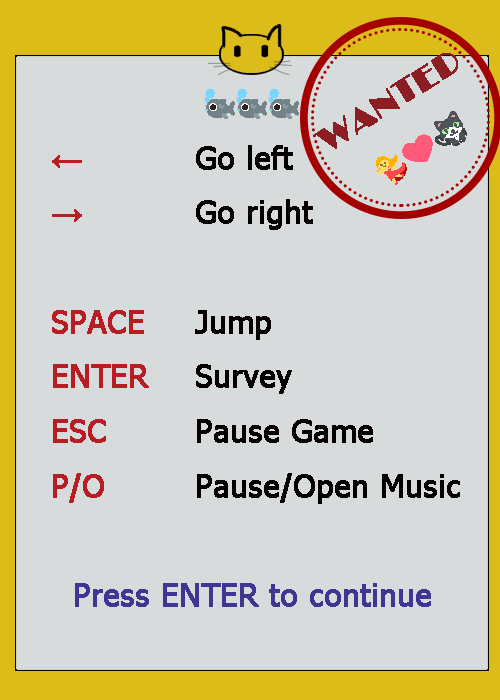 WANTED
← Go left
→ Go right
SPACE Jump
ENTER Survey
ESC Pause Game
P/O Pause/Open Music
Press ENTER to continue